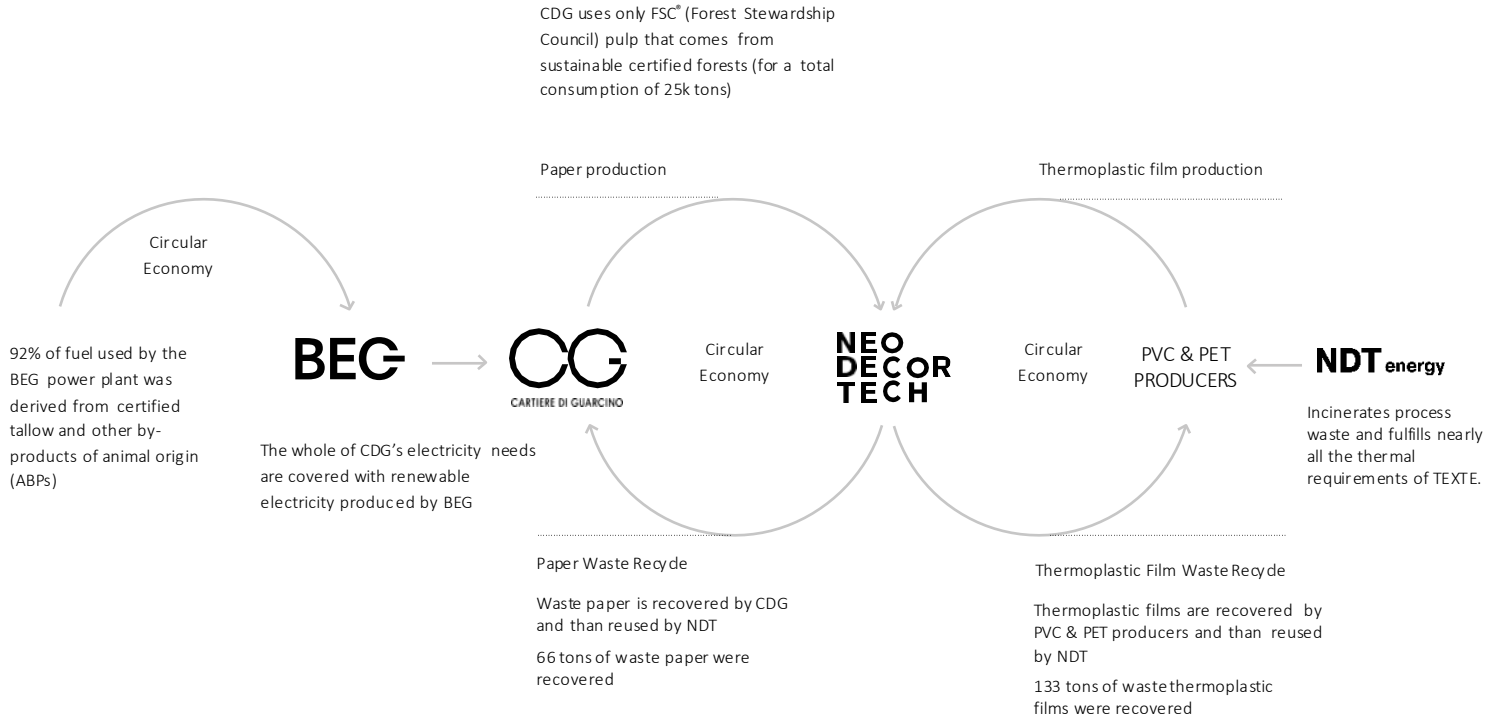 CDG uses only FSC® (Forest Stewardship
Council) pulp that comes from
sustainable certified forests (for a total
consumption of 25k tons)
Paper production
Thermoplastic film production
Circular
Economy
92% of fuel used by the
BEG power plant was
derived from certified
tallow and other by-
products of animal origin
(ABPs)
BEG
The whole of CDG's electricity needs
are covered with renewable
electricity produced by BEG
CG
CARTIERE DI GUARCINO
Circular
Economy
NEO
DECOR
TECH
Circular
Economy
PVC & PET
PRODUCERS
NDT energy
Incinerates process
waste and fulfills nearly
all the thermal
requirements of TEXTE.
Paper Waste Recycle
Waste paper is recovered by CDG
and than reused by NDT
66 tons of waste paper were
recovered
Thermoplastic Film Waste Recycle
Thermoplastic films are recovered by
PVC & PET producers and than reused
by NDT
133 tons of waste thermoplastic
films were recovered